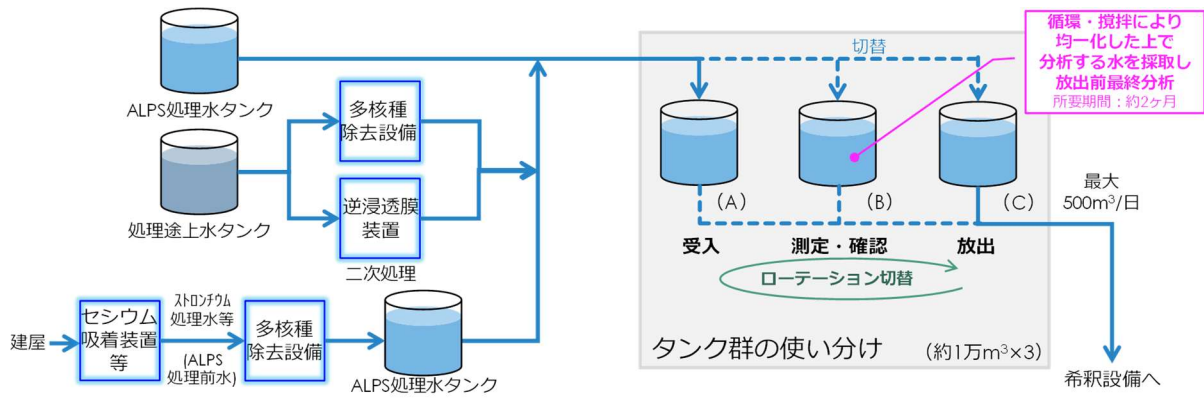 ALPS処理水タンク
処理途上水タンク
多核種
除去設備
逆浸透膜
装置
二次処理
建屋
セシウム
吸着装置
等
ストロンチウム
処理水等
(ALPS
処理前水)
多核種
除去設備
ALPS処理水タンク
切替
循環・撹拌により
均一化した上で
分析する水を採取し
放出前最終分析
所要期間：約2ヶ月
(A)
(B)
(C)
受入
測定・確認
放出
ローテーション切替
タンク群の使い分け
(約1万m³×3)
最大
500m³/日
希釈設備へ